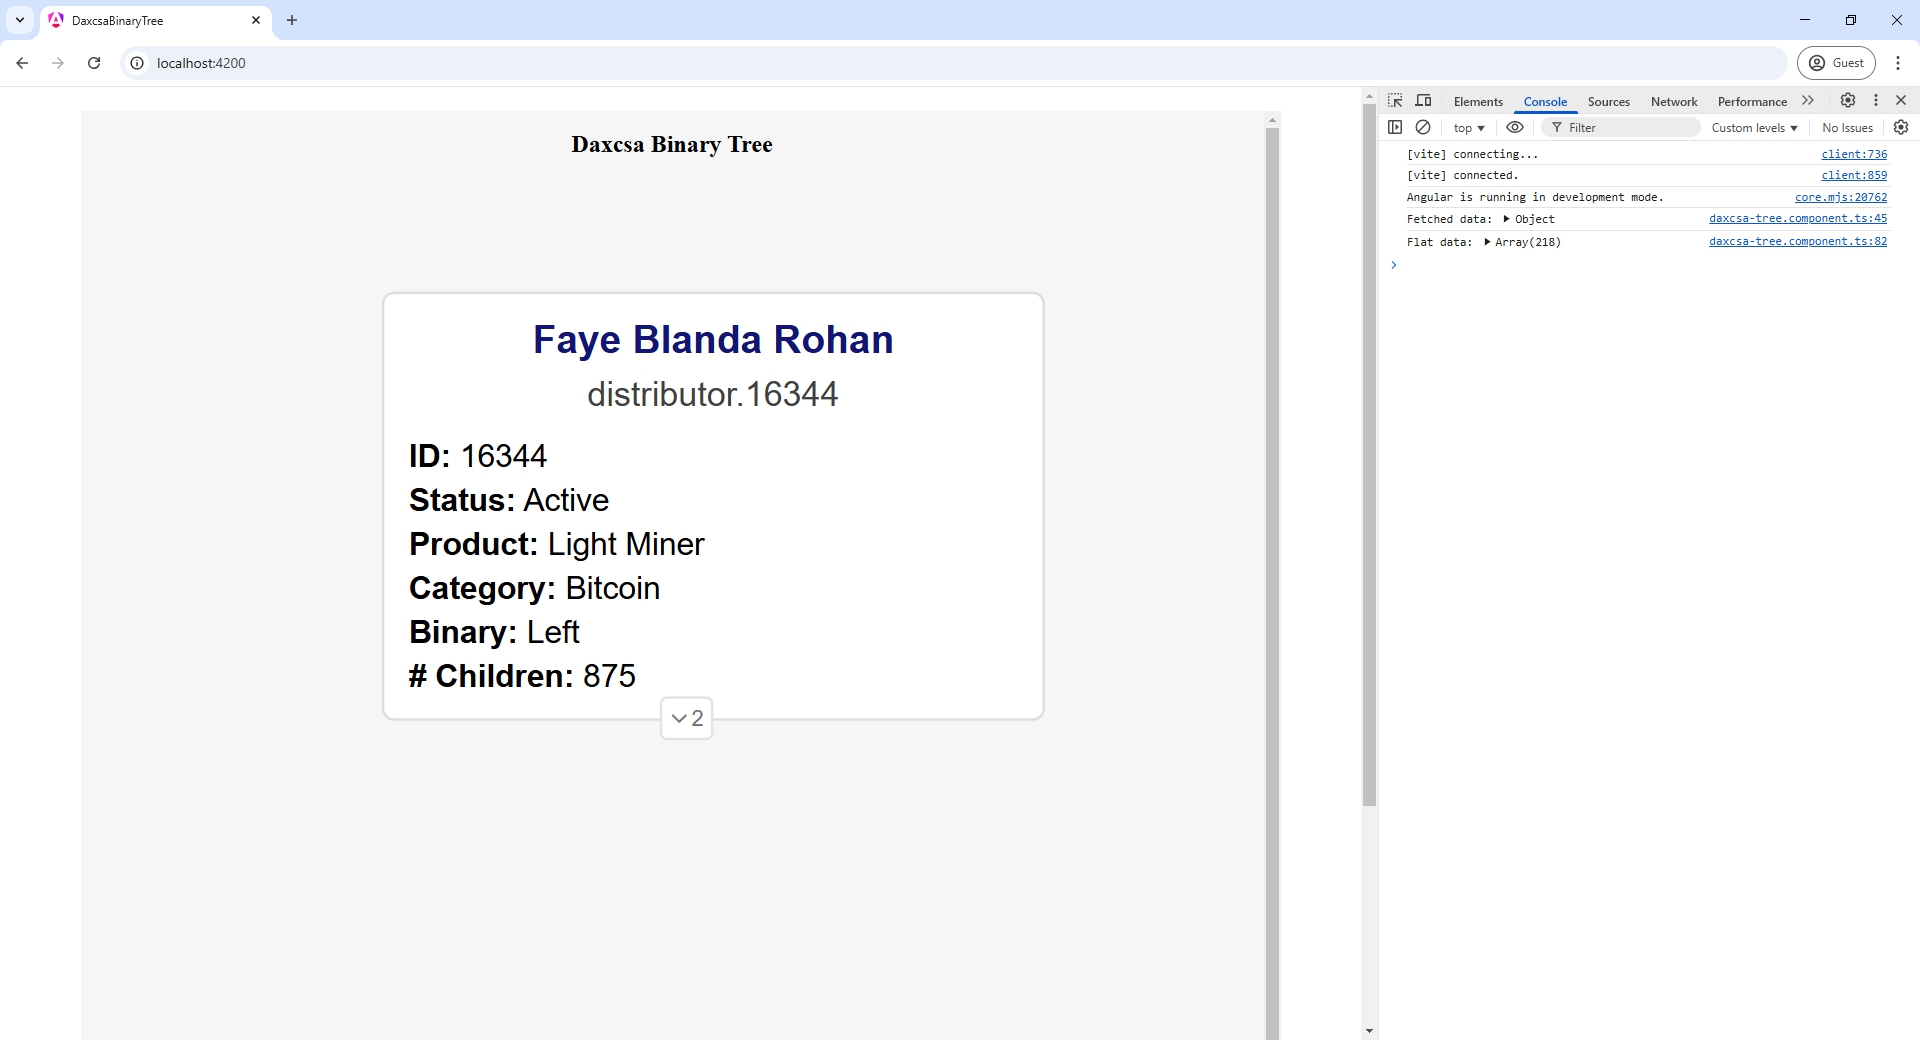 DaxcsaBinaryTree
localhost:4200
Guest
Daxcsa Binary Tree
Faye Blanda Rohan
distributor.16344
ID: 16344
Status: Active
Product: Light Miner
Category: Bitcoin
Binary: Left
# Children: 875
2
Elements Console Sources Network Performance
top Filter Custom levels No Issues
[vite] connecting... client:736
[vite] connected. client:859
Angular is running in development mode. core.mjs:20762
Fetched data: Object daxcsa-tree.component.ts:45
Flat data: Array(218) daxcsa-tree.component.ts:82